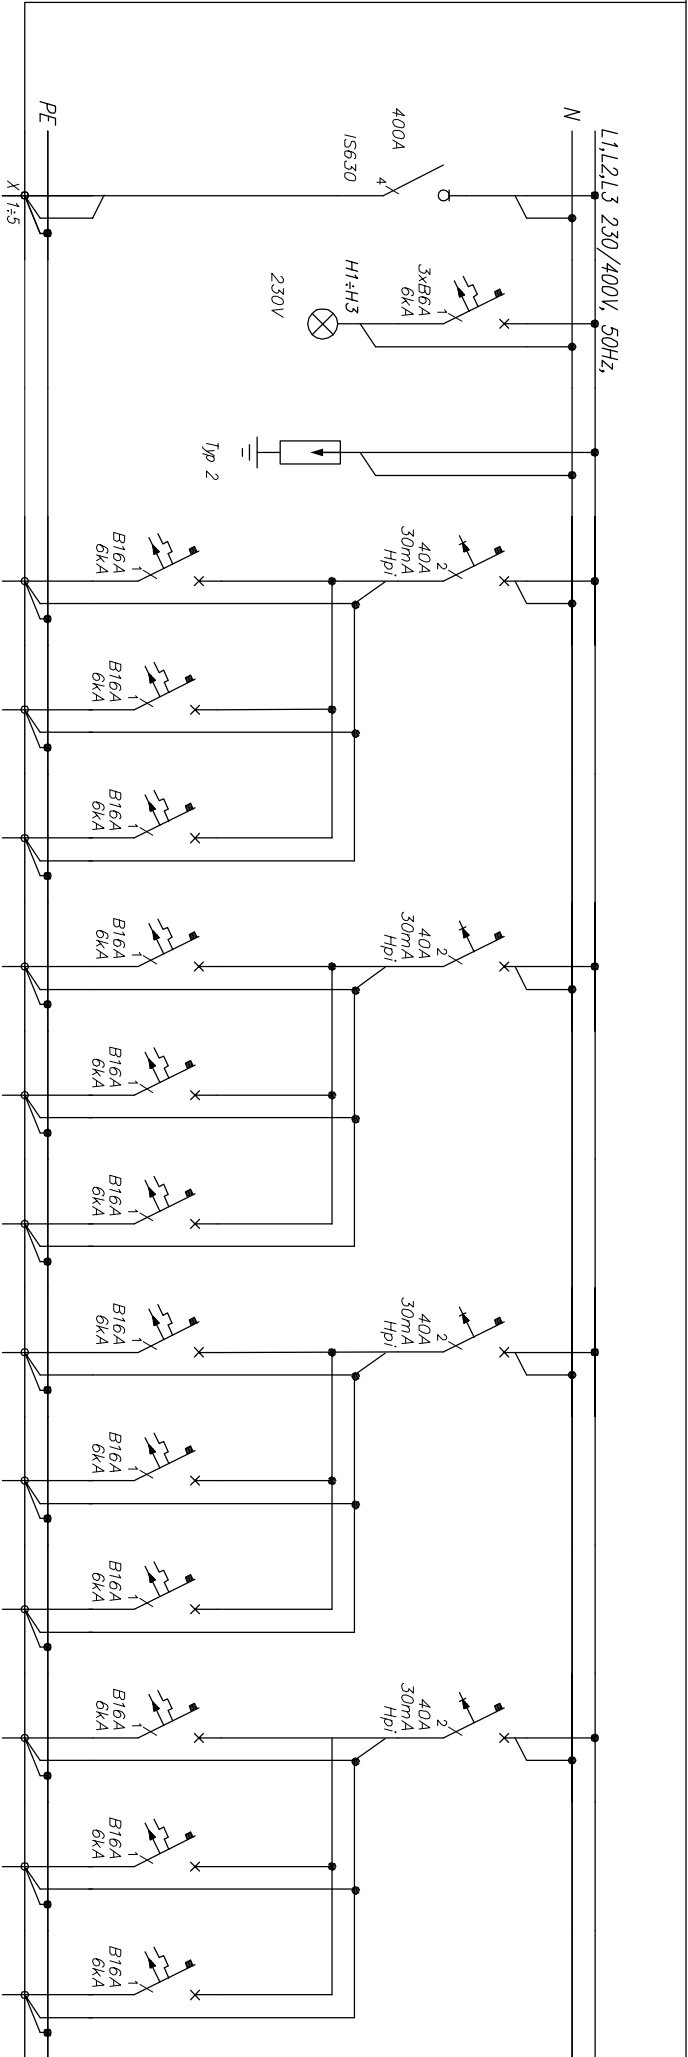 L1,L2,L3 230/400V, 50Hz,
N
PE
400A
IS630
4
X 1÷5
3xB6A
6kA
1
H1÷H3
230V
Typ 2
40A
30mA
Hpi
2
B16A
6kA
1
B16A
6kA
1
B16A
6kA
1
40A
30mA
Hpi
2
B16A
6kA
1
B16A
6kA
1
B16A
6kA
1
40A
30mA
Hpi
2
B16A
6kA
1
B16A
6kA
1
B16A
6kA
1
40A
30mA
Hpi
2
B16A
6kA
1
B16A
6kA
1
B16A
6kA
1